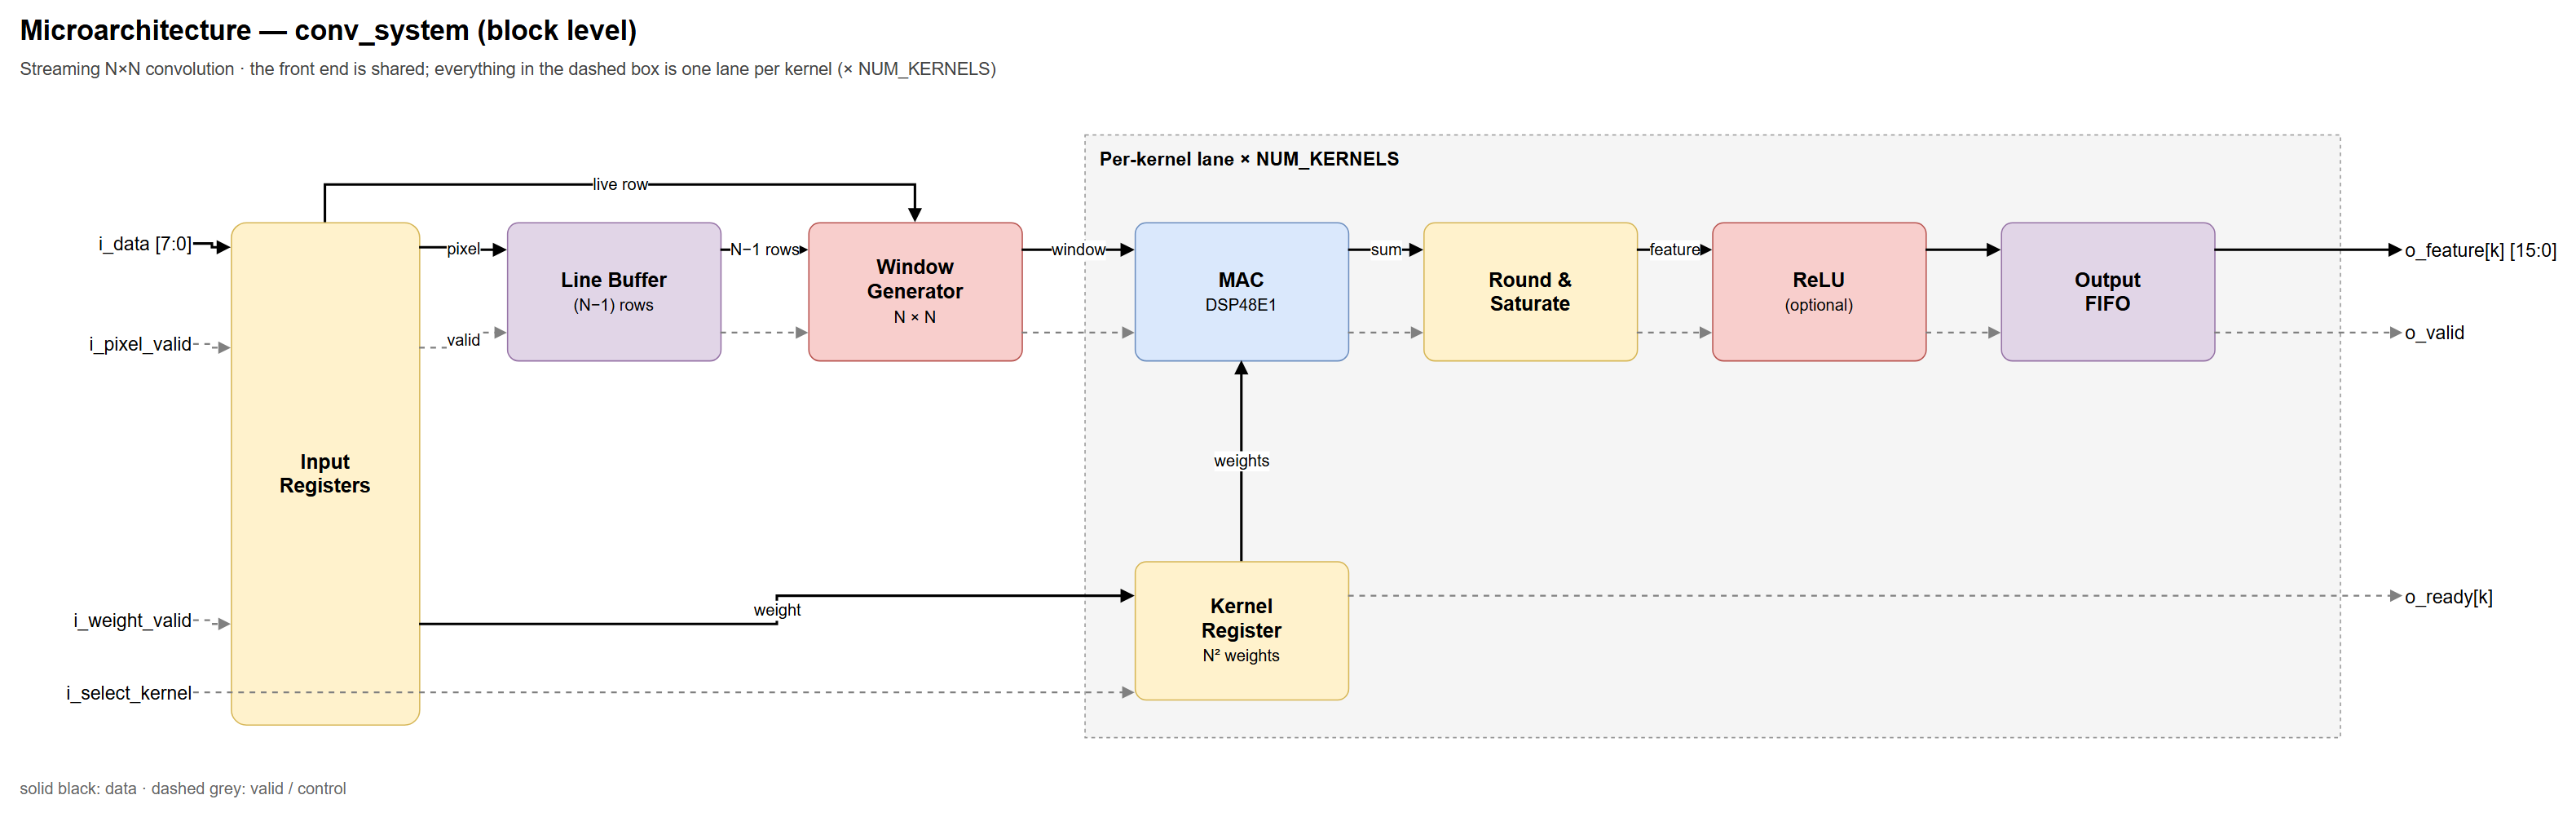 Microarchitecture — conv_system (block level)
Streaming N×N convolution · the front end is shared; everything in the dashed box is one lane per kernel (× NUM_KERNELS)
Per-kernel lane × NUM_KERNELS
live row
i_data [7:0]
pixel
Line Buffer
(N−1) rows
N−1 rows
Window
Generator
N × N
window
MAC
DSP48E1
sum
Round &
Saturate
feature
ReLU
(optional)
Output
FIFO
o_feature[k] [15:0]
i_pixel_valid
valid
o_valid
Input
Registers
weights
i_weight_valid
weight
Kernel
Register
N² weights
o_ready[k]
i_select_kernel
solid black: data · dashed grey: valid / control